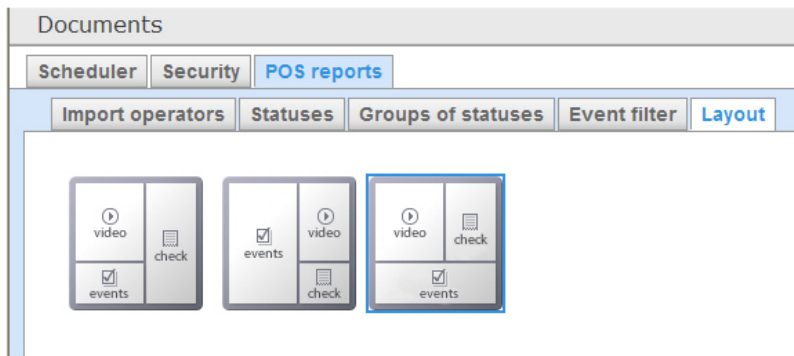 Documents
Scheduler Security POS reports
Import operators Statuses Groups of statuses Event filter Layout
video check events
events video check
video check events